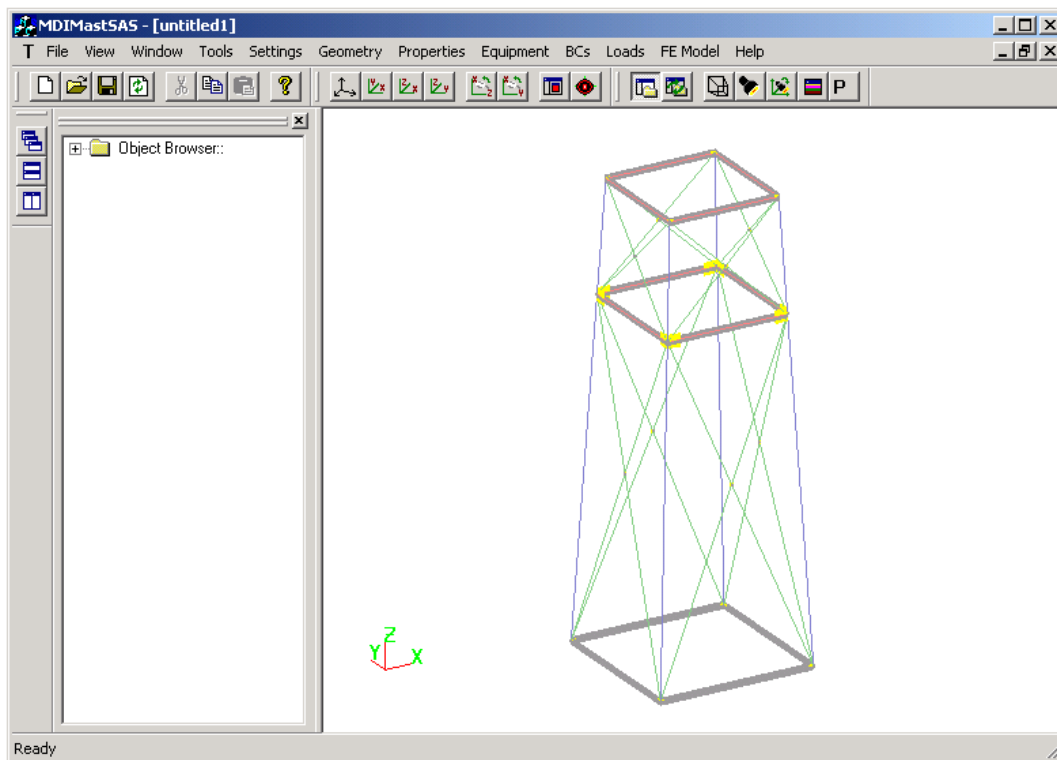 MDIMastSAS - [untitled1]
T File View Window Tools Settings Geometry Properties Equipment BCs Loads FE Model Help
P
Object Browser::
Z
Y X
Ready